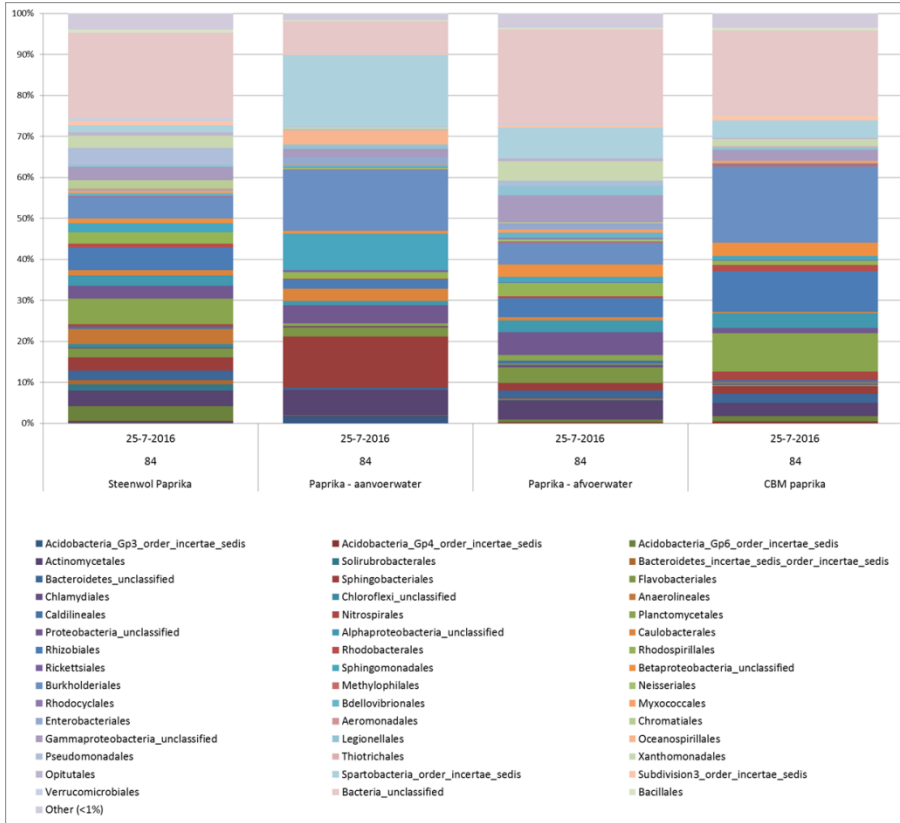 100%
90%
80%
70%
60%
50%
40%
30%
20%
10%
0%
25-7-2016 25-7-2016 25-7-2016 25-7-2016
84 84 84 84
Steenwol Paprika Paprika - aanvoerwater Paprika - afvoerwater CBM paprika
Acidobacteria_Gp3_order_incertae_sedis Acidobacteria_Gp4_order_incertae_sedis Acidobacteria_Gp6_order_incertae_sedis
Actinomycetales Solirubrobacterales Bacteroidetes_incertae_sedis_order_incertae_sedis
Bacteroidetes_unclassified Sphingobacteriales Flavobacteriales
Chlamydiales Chloroflexi_unclassified Anaerolineales
Caldilineales Nitrospirales Planctomycetales
Proteobacteria_unclassified Alphaproteobacteria_unclassified Caulobacterales
Rhizobiales Rhodobacterales Rhodospirillales
Rickettsiales Sphingomonadales Betaproteobacteria_unclassified
Burkholderiales Methylophilales Neisseriales
Rhodocyclales Bdellovibrionales Myxococcales
Enterobacteriales Aeromonadales Chromatiales
Gammaproteobacteria_unclassified Legionellales Oceanospirillales
Pseudomonadales Thiotrichales Xanthomonadales
Opitutales Spartobacteria_order_incertae_sedis Subdivision3_order_incertae_sedis
Verrucomicrobiales Bacteria_unclassified Bacillales
Other (<1%)